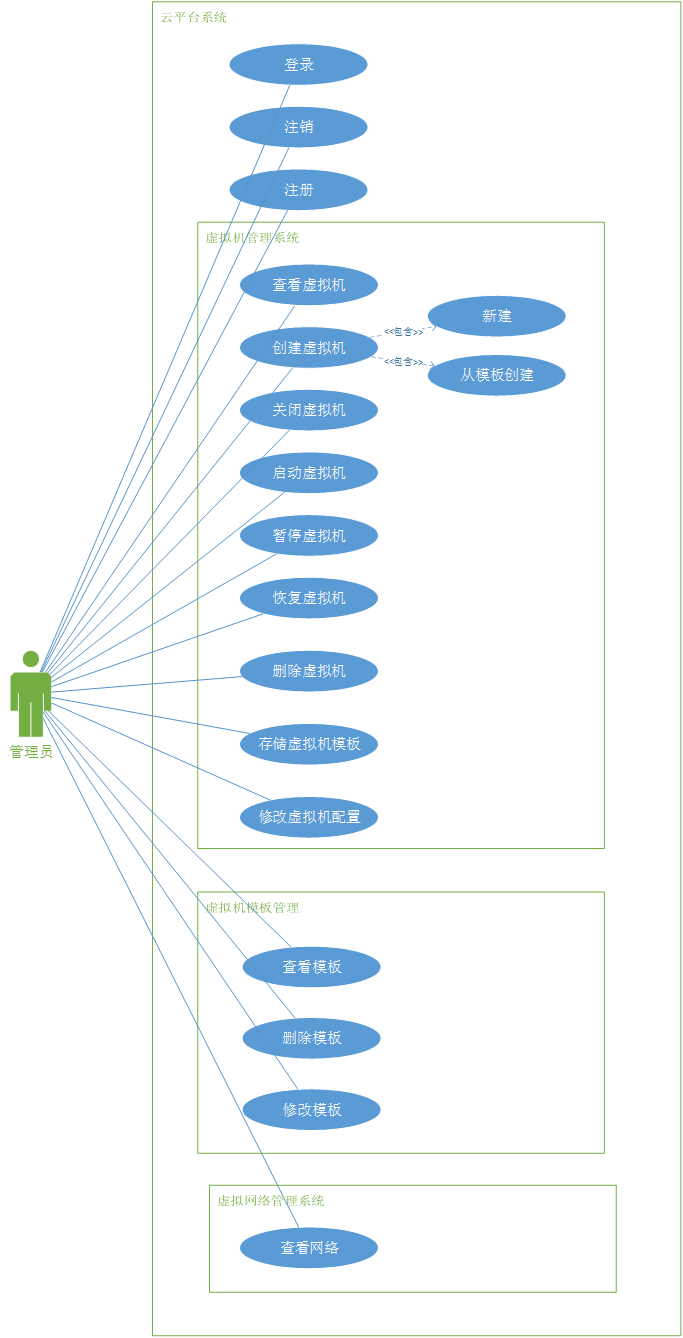 云平台系统
登录
注销
注册
虚拟机管理系统
查看虚拟机
创建虚拟机
<<包含>>
新建
<<包含>>
从模板创建
关闭虚拟机
启动虚拟机
暂停虚拟机
恢复虚拟机
删除虚拟机
存储虚拟机模板
修改虚拟机配置
管理员
虚拟机模板管理
查看模板
删除模板
修改模板
虚拟网络管理系统
查看网络